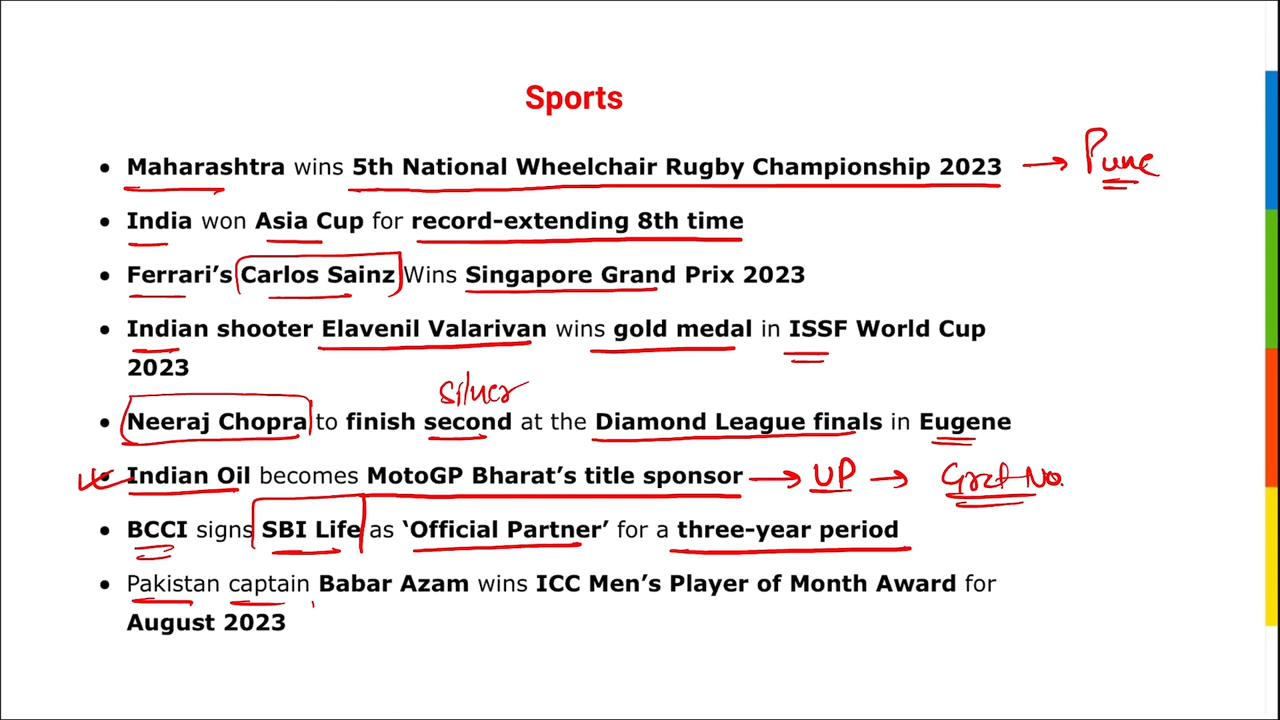 Sports
• Maharashtra wins 5th National Wheelchair Rugby Championship 2023 → Pune
• India won Asia Cup for record-extending 8th time
• Ferrari’s Carlos Sainz Wins Singapore Grand Prix 2023
• Indian shooter Elavenil Valarivan wins gold medal in ISSF World Cup
2023
silver
• Neeraj Chopra to finish second at the Diamond League finals in Eugene
• Indian Oil becomes MotoGP Bharat’s title sponsor → UP → Gret No.
• BCCI signs SBI Life as ‘Official Partner’ for a three-year period
• Pakistan captain Babar Azam wins ICC Men’s Player of Month Award for
August 2023